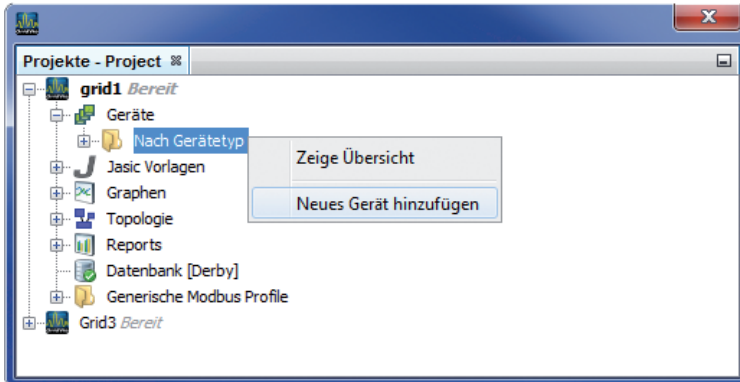 Projekte - Project
grid1 Bereit
Geräte
Nach Gerätetyp
Zeige Übersicht
Neues Gerät hinzufügen
Jasic Vorlagen
Graphen
Topologie
Reports
Datenbank [Derby]
Generische Modbus Profile
Grid3 Bereit